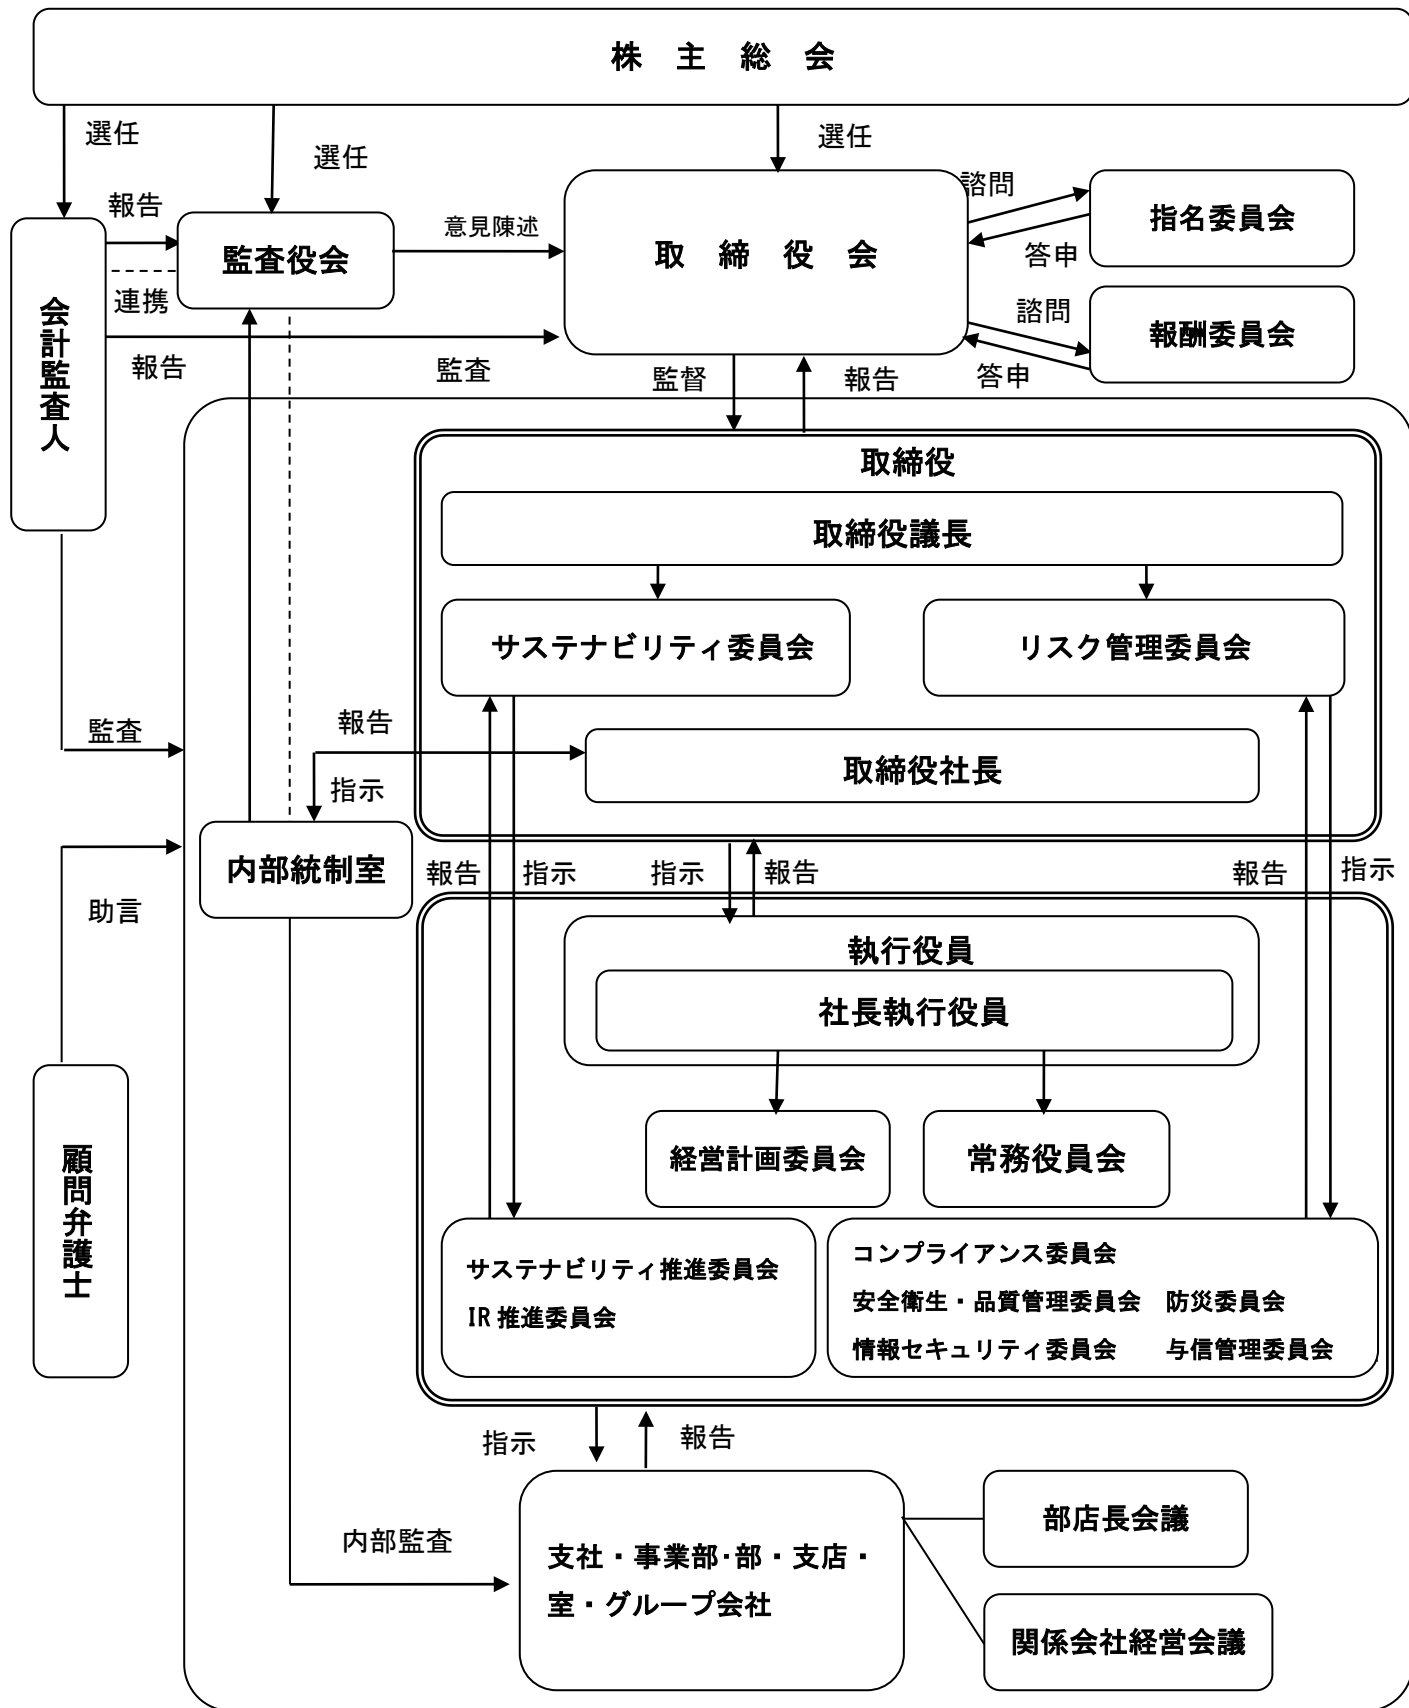 株　主　総　会
選任
選任
選任
報告
意見陳述
諮問
指名委員会
監査役会
取　締　役　会
答申
連携
会計監査人
諮問
報酬委員会
報告
監査
監督
報告
答申
取締役
取締役議長
サステナビリティ委員会
リスク管理委員会
監査
報告
取締役社長
指示
内部統制室
報告
指示
指示
報告
報告
指示
助言
執行役員
社長執行役員
顧問弁護士
経営計画委員会
常務役員会
サステナビリティ推進委員会
IR 推進委員会
コンプライアンス委員会
安全衛生・品質管理委員会　防災委員会
情報セキュリティ委員会　与信管理委員会
指示
報告
内部監査
支社・事業部・部・支店・
室・グループ会社
部店長会議
関係会社経営会議